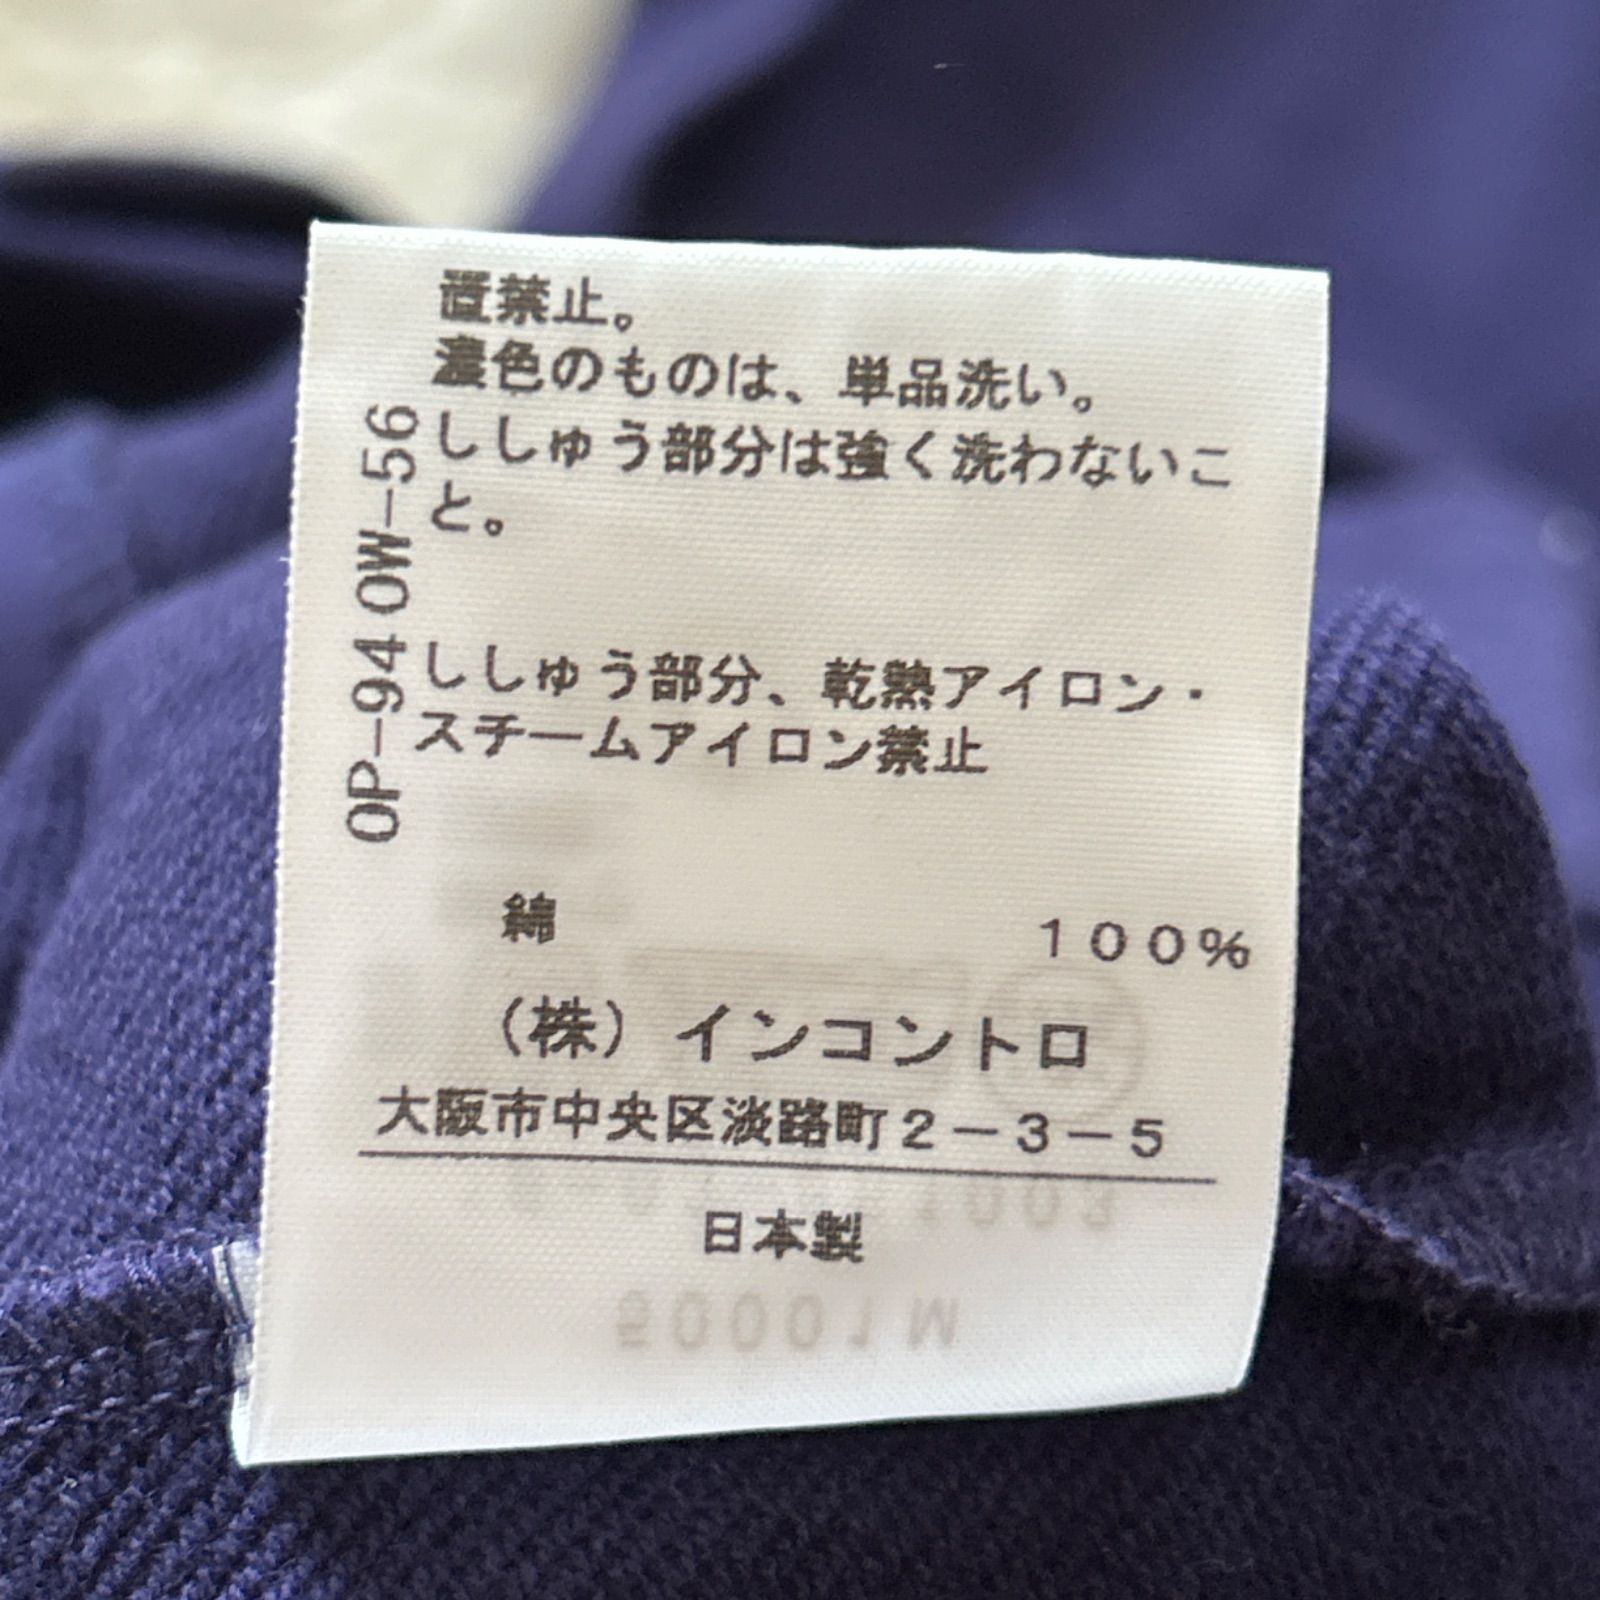 置禁止。
濃色のものは、単品洗い。
ししゅう部分は強く洗わないこ
と。
ししゅう部分、乾熱アイロン・
スチームアイロン禁止
OP-94 OW-56
綿 100%
(株)インコントロ
大阪市中央区淡路町2-3-5
日本製